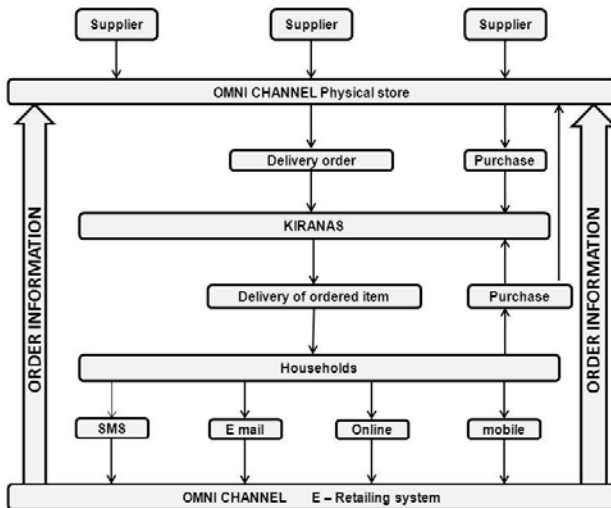 Supplier
Supplier
Supplier
OMNI CHANNEL Physical store
Delivery order
Purchase
KIRANAS
ORDER INFORMATION
ORDER INFORMATION
Delivery of ordered item
Purchase
Households
SMS
E mail
Online
mobile
OMNI CHANNEL E – Retailing system